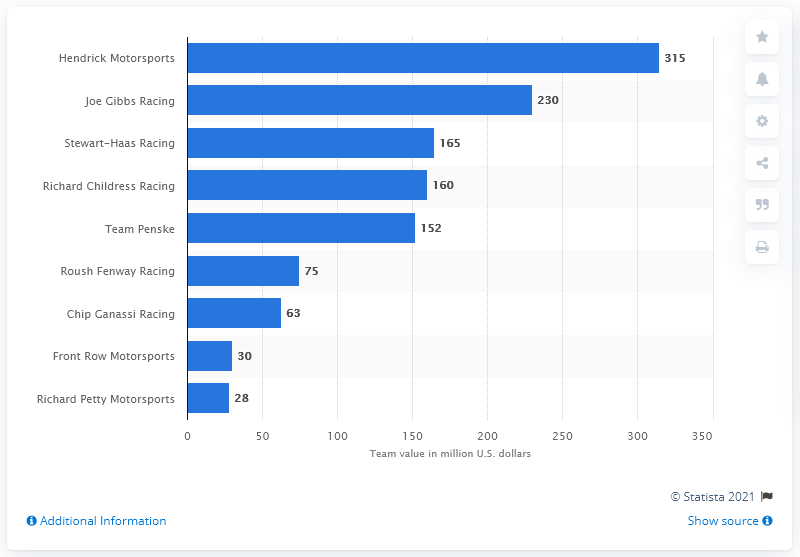 Hendrick Motorsports 315
Joe Gibbs Racing 230
Stewart-Haas Racing 165
Richard Childress Racing 160
Team Penske 152
Roush Fenway Racing 75
Chip Ganassi Racing 63
Front Row Motorsports 30
Richard Petty Motorsports 28
0 50 100 150 200 250 300 350
Team value in million U.S. dollars
© Statista 2021
Additional Information Show source